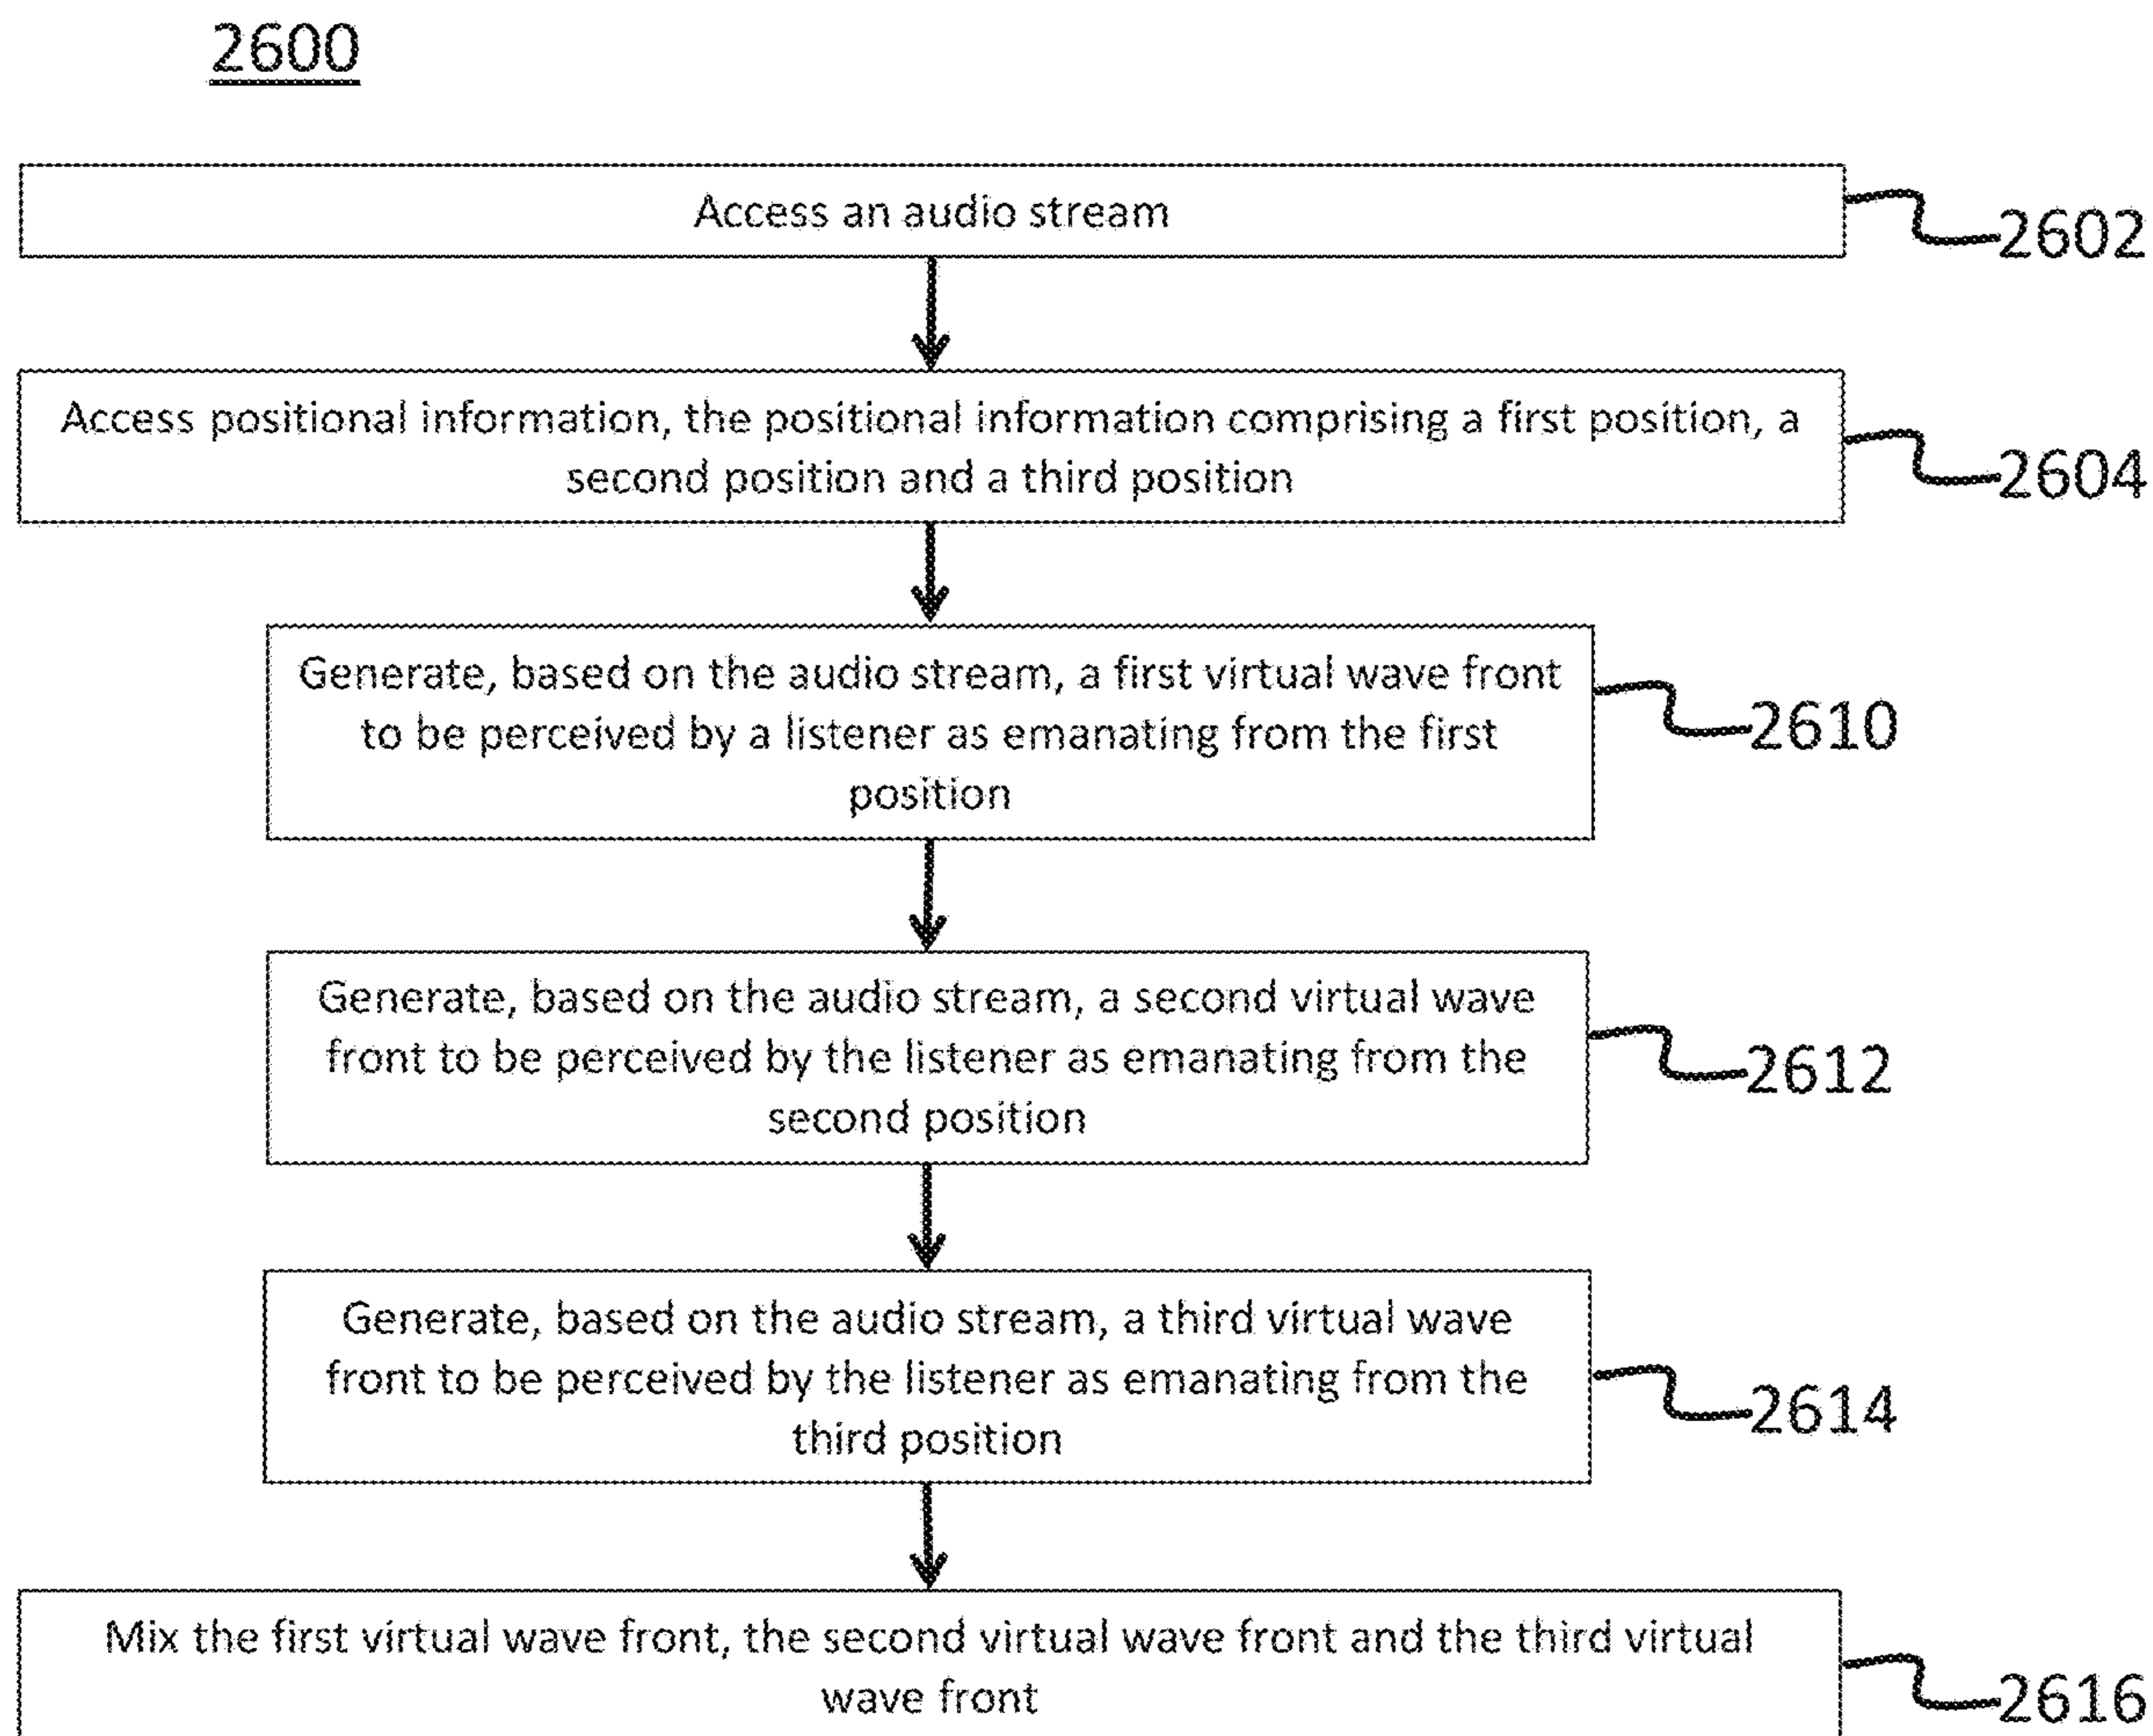 2600
Access an audio stream
2602
Access positional information, the positional information comprising a first position, a
second position and a third position
2604
Generate, based on the audio stream, a first virtual wave front
to be perceived by a listener as emanating from the first
position
2610
Generate, based on the audio stream, a second virtual wave
front to be perceived by the listener as emanating from the
second position
2612
Generate, based on the audio stream, a third virtual wave
front to be perceived by the listener as emanating from the
third position
2614
Mix the first virtual wave front, the second virtual wave front and the third virtual
wave front
2616